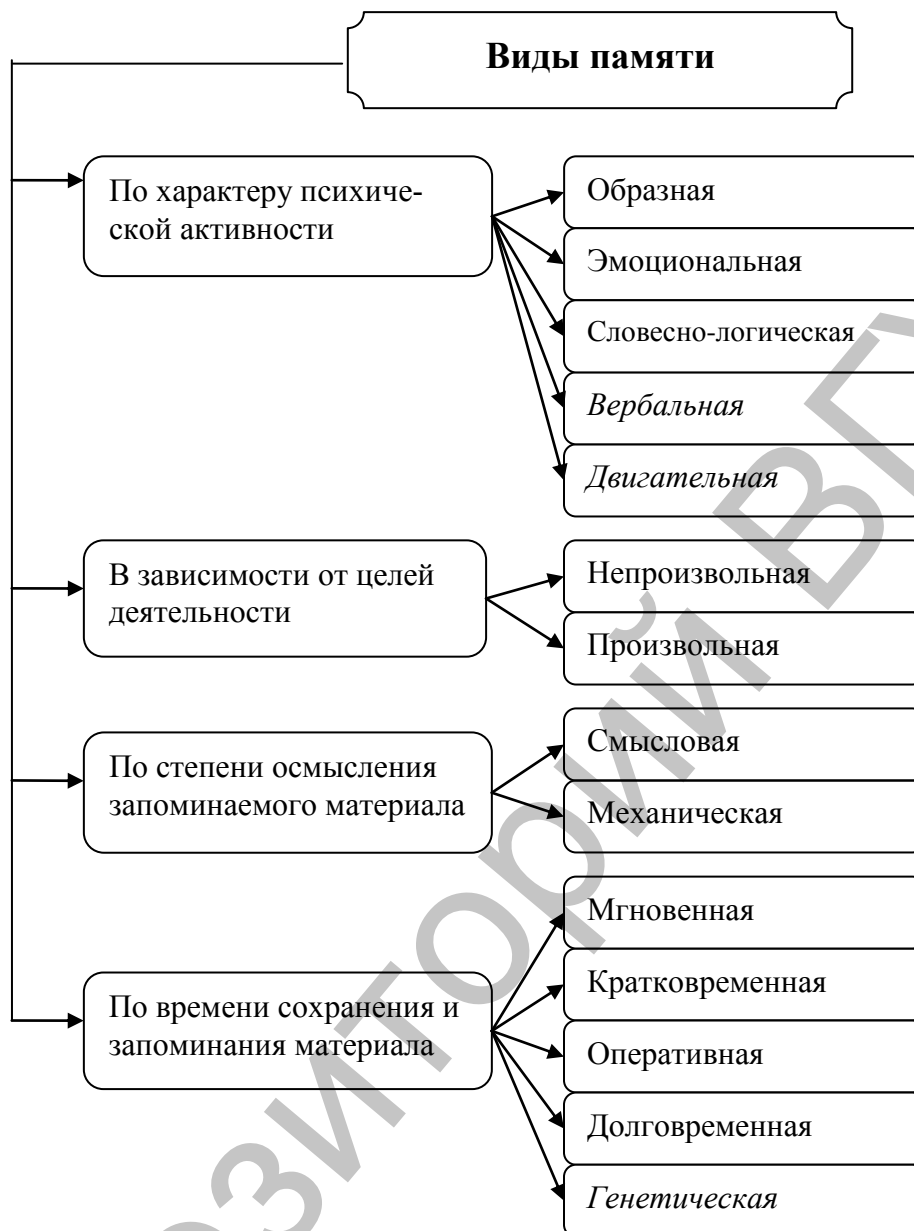 Виды памяти
По характеру психиче-
ской активности
Образная
Эмоциональная
Словесно-логическая
Вербальная
Двигательная
В зависимости от целей
деятельности
Непроизвольная
Произвольная
По степени осмысления
запоминаемого материала
Смысловая
Механическая
По времени сохранения и
запоминания материала
Мгновенная
Кратковременная
Оперативная
Долговременная
Генетическая